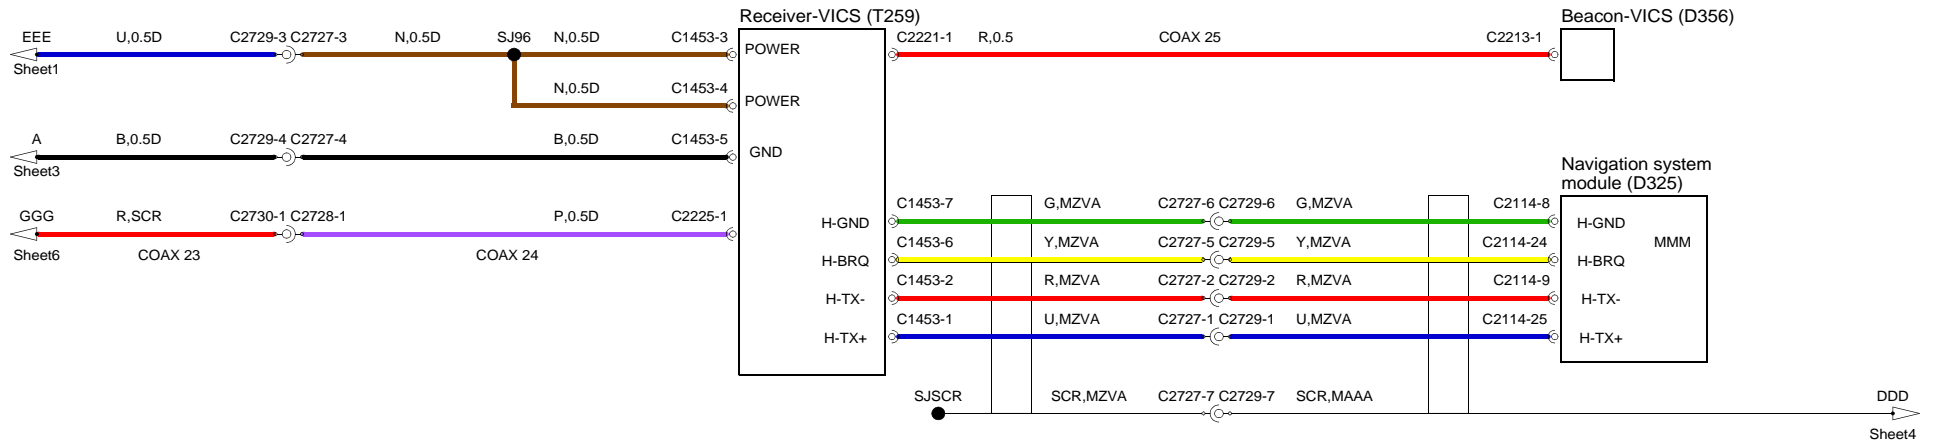 Receiver-VICS (T259)
Beacon-VICS (D356)
EEE U,0.5D C2729-3 C2727-3 N,0.5D SJ96 N,0.5D C1453-3
POWER
C2221-1 R,0.5 COAX 25 C2213-1
Sheet1
N,0.5D C1453-4
POWER
A B,0.5D C2729-4 C2727-4 B,0.5D C1453-5
GND
Sheet3
Navigation system
module (D325)
GGG R,SCR C2730-1 C2728-1 P,0.5D C2225-1
Sheet6 COAX 23 COAX 24
C1453-7 G,MZVA C2727-6 C2729-6 G,MZVA C2114-8
H-GND H-GND
C1453-6 Y,MZVA C2727-5 C2729-5 Y,MZVA C2114-24
MMM
H-BRQ H-BRQ
C1453-2 R,MZVA C2727-2 C2729-2 R,MZVA C2114-9
H-TX- H-TX-
C1453-1 U,MZVA C2727-1 C2729-1 U,MZVA C2114-25
H-TX+ H-TX+
SJSCR SCR,MZVA C2727-7 C2729-7 SCR,MAAA DDD
Sheet4